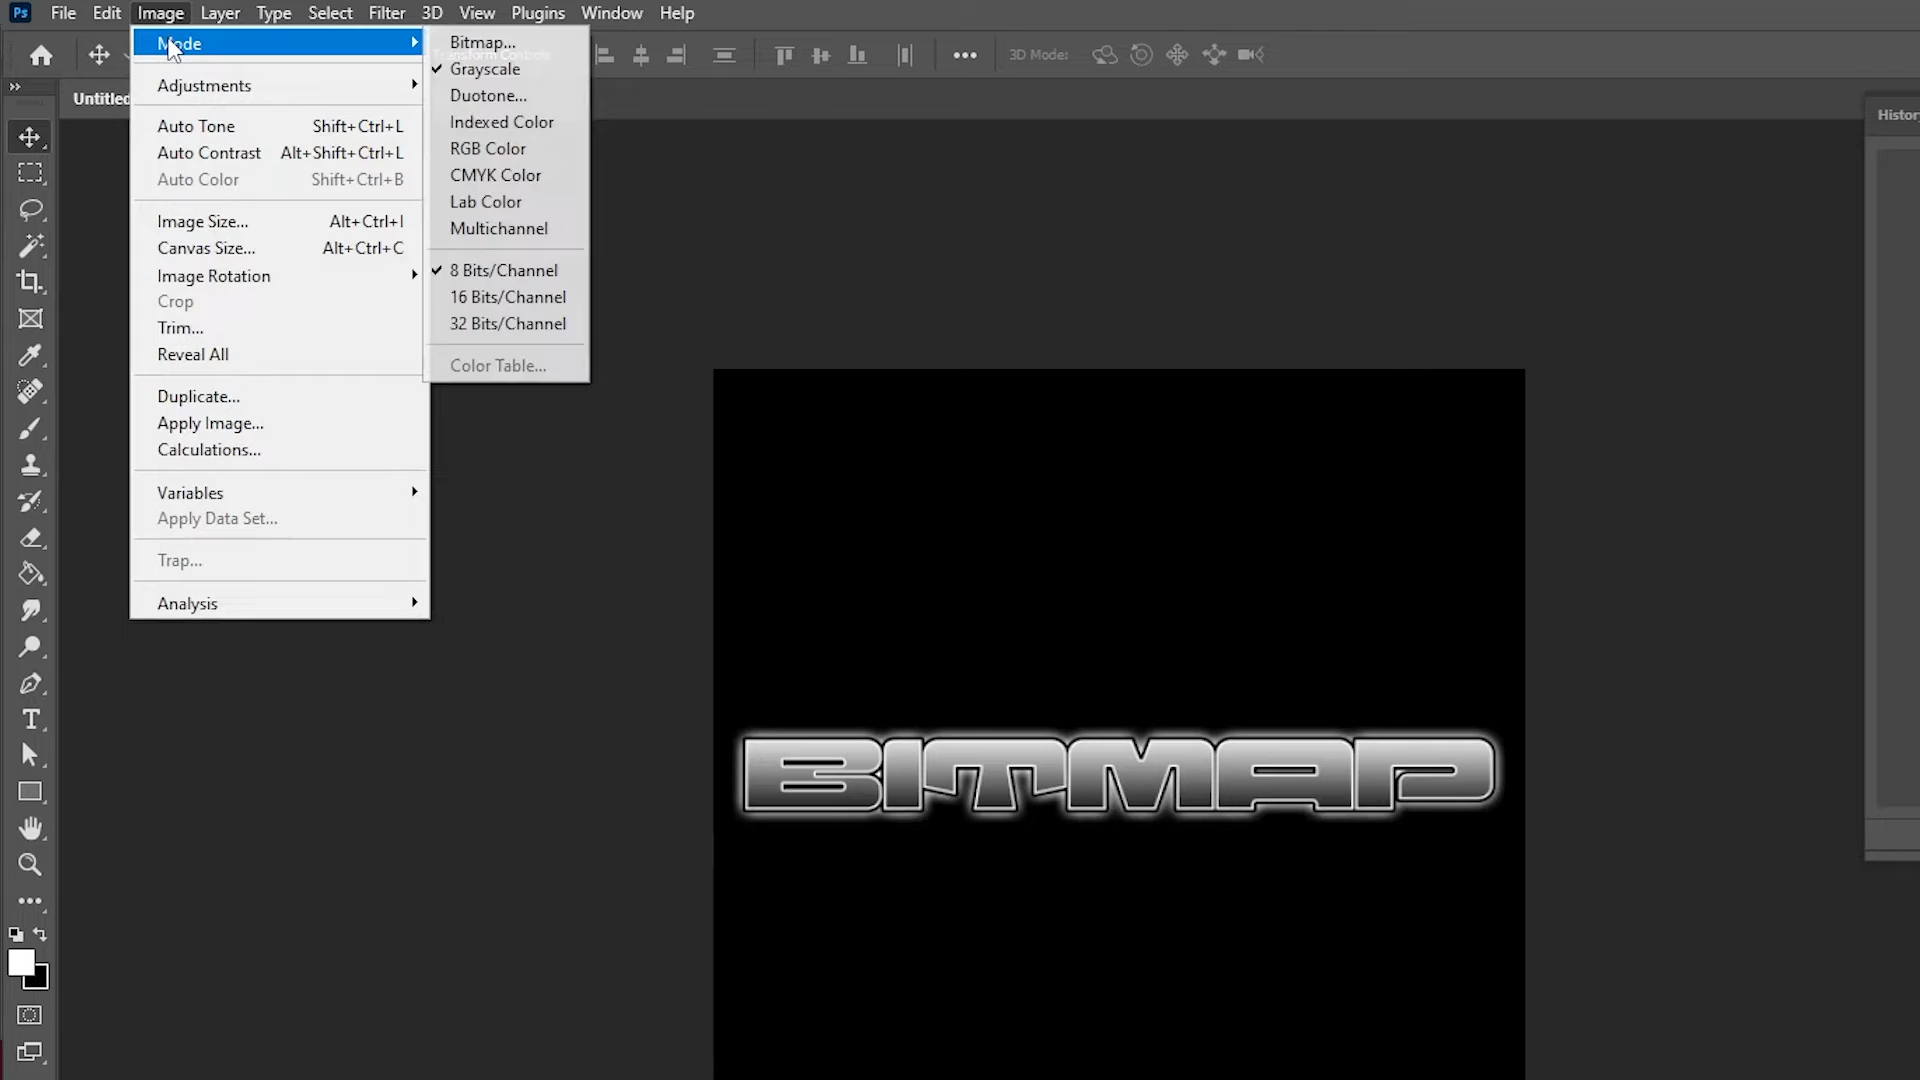 Ps File Edit Image Layer Type Select Filter 3D View Plugins Window Help
3D Mode:
Untitled
History
Mode
Adjustments
Auto Tone Shift+Ctrl+L
Auto Contrast Alt+Shift+Ctrl+L
Auto Color Shift+Ctrl+B
Image Size... Alt+Ctrl+I
Canvas Size... Alt+Ctrl+C
Image Rotation
Crop
Trim...
Reveal All
Duplicate...
Apply Image...
Calculations...
Variables
Apply Data Set...
Trap...
Analysis
Bitmap...
Transform Controls
Grayscale
Duotone...
Indexed Color
RGB Color
CMYK Color
Lab Color
Multichannel
8 Bits/Channel
16 Bits/Channel
32 Bits/Channel
Color Table...
BITMAP